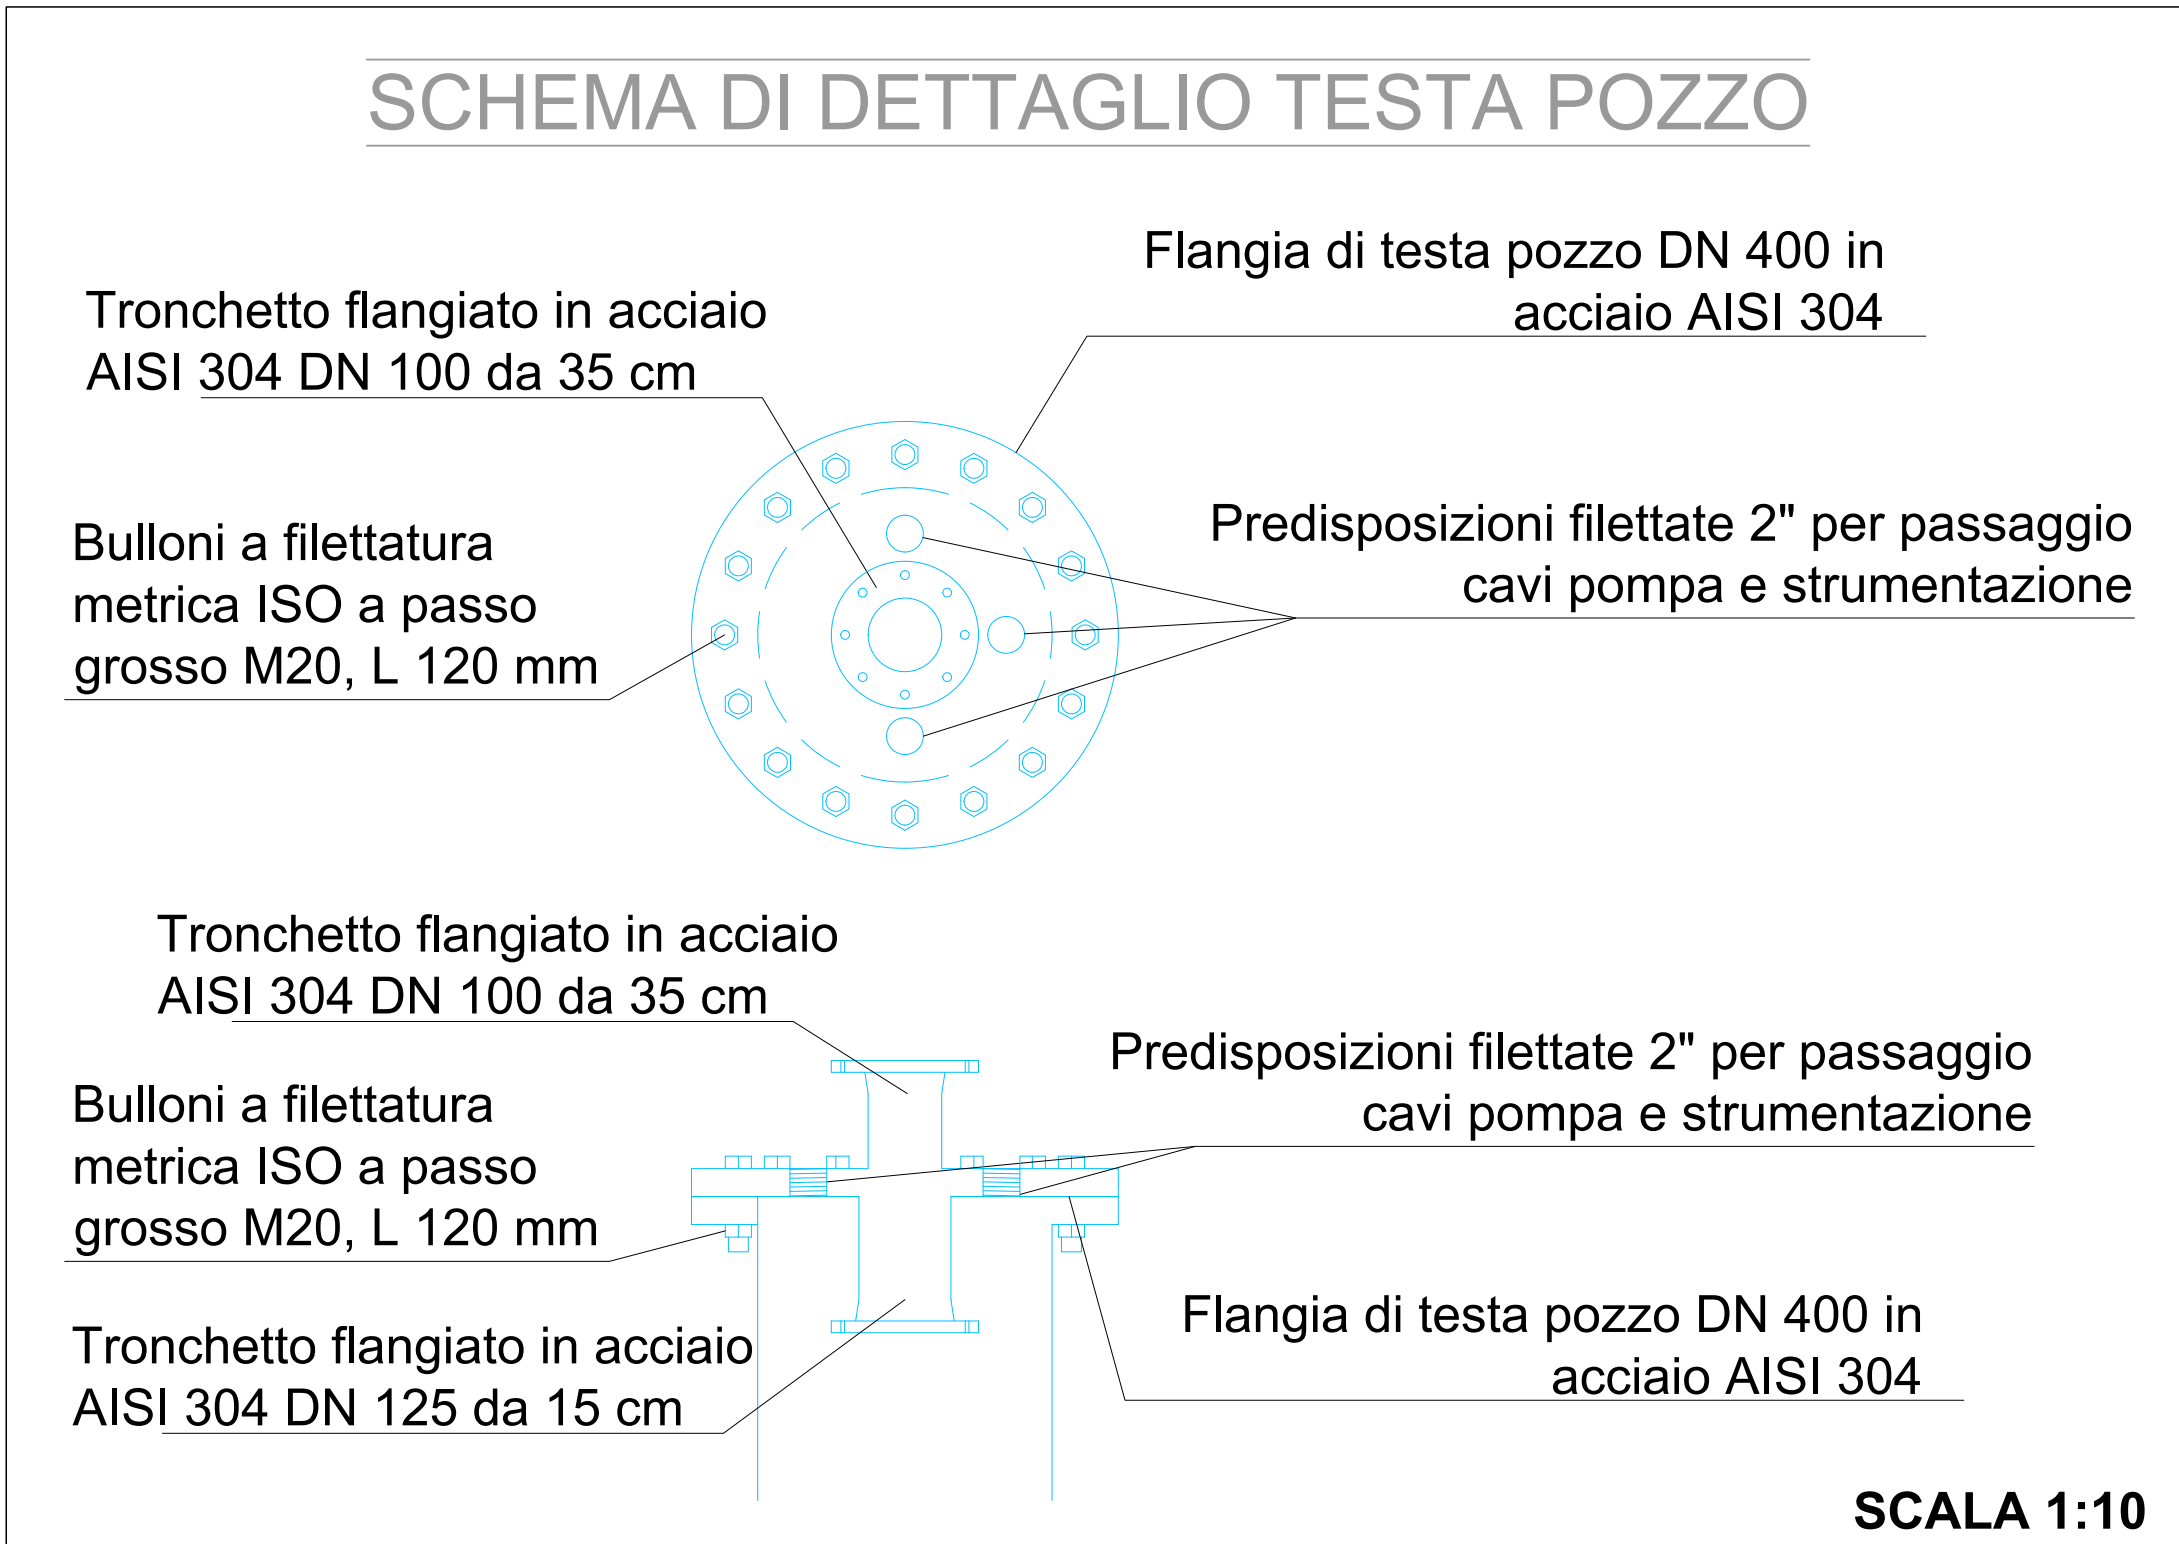 SCHEMA DI DETTAGLIO TESTA POZZO
Flangia di testa pozzo DN 400 in
acciaio AISI 304
Tronchetto flangiato in acciaio
AISI 304 DN 100 da 35 cm
Predisposizioni filettate 2" per passaggio
cavi pompa e strumentazione
Bulloni a filettatura
metrica ISO a passo
grosso M20, L 120 mm
Tronchetto flangiato in acciaio
AISI 304 DN 100 da 35 cm
Predisposizioni filettate 2" per passaggio
cavi pompa e strumentazione
Bulloni a filettatura
metrica ISO a passo
grosso M20, L 120 mm
Flangia di testa pozzo DN 400 in
acciaio AISI 304
Tronchetto flangiato in acciaio
AISI 304 DN 125 da 15 cm
SCALA 1:10